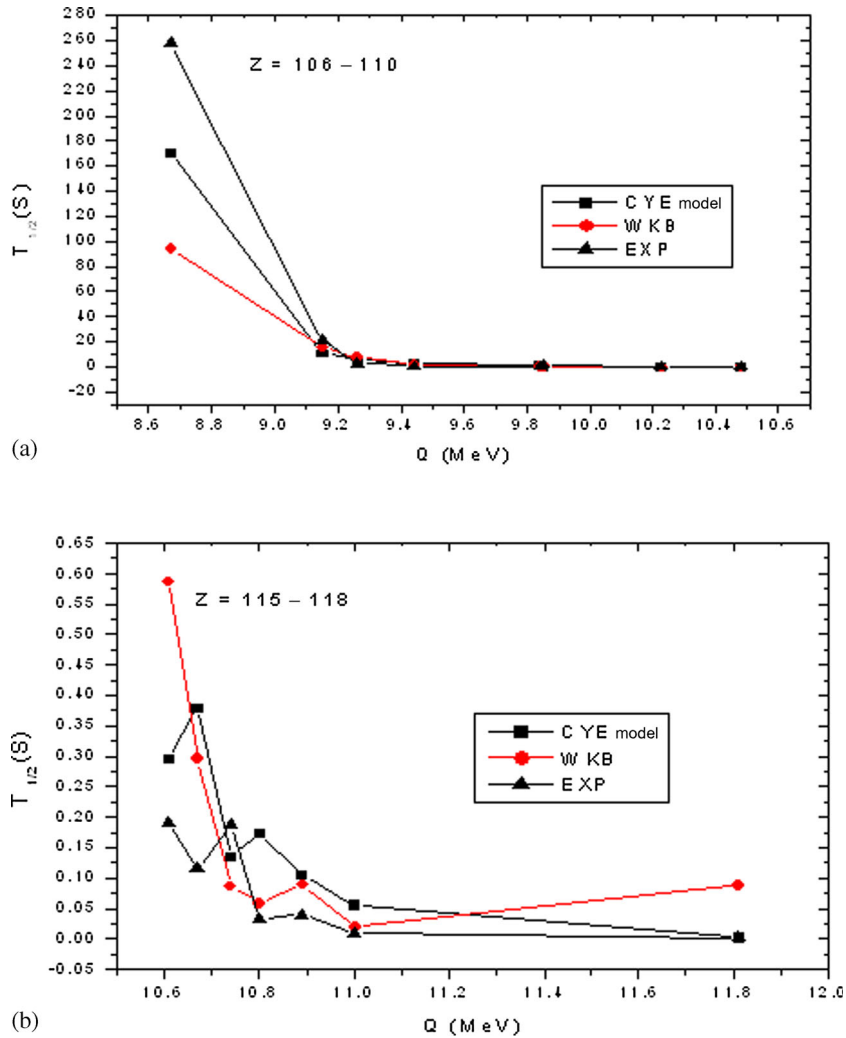 280
260
240
220
200
180
160
140
120
100
80
60
40
20
0
-20
T 1/2 (S)
Z = 106 – 110
CYE model
WKB
EXP
8.6 8.8 9.0 9.2 9.4 9.6 9.8 10.0 10.2 10.4 10.6
Q (MeV)
(a)
0.65
0.60
0.55
0.50
0.45
0.40
0.35
0.30
0.25
0.20
0.15
0.10
0.05
0.00
-0.05
T 1/2 (S)
Z = 115 – 118
CYE model
WKB
EXP
10.6 10.8 11.0 11.2 11.4 11.6 11.8 12.0
Q (MeV)
(b)